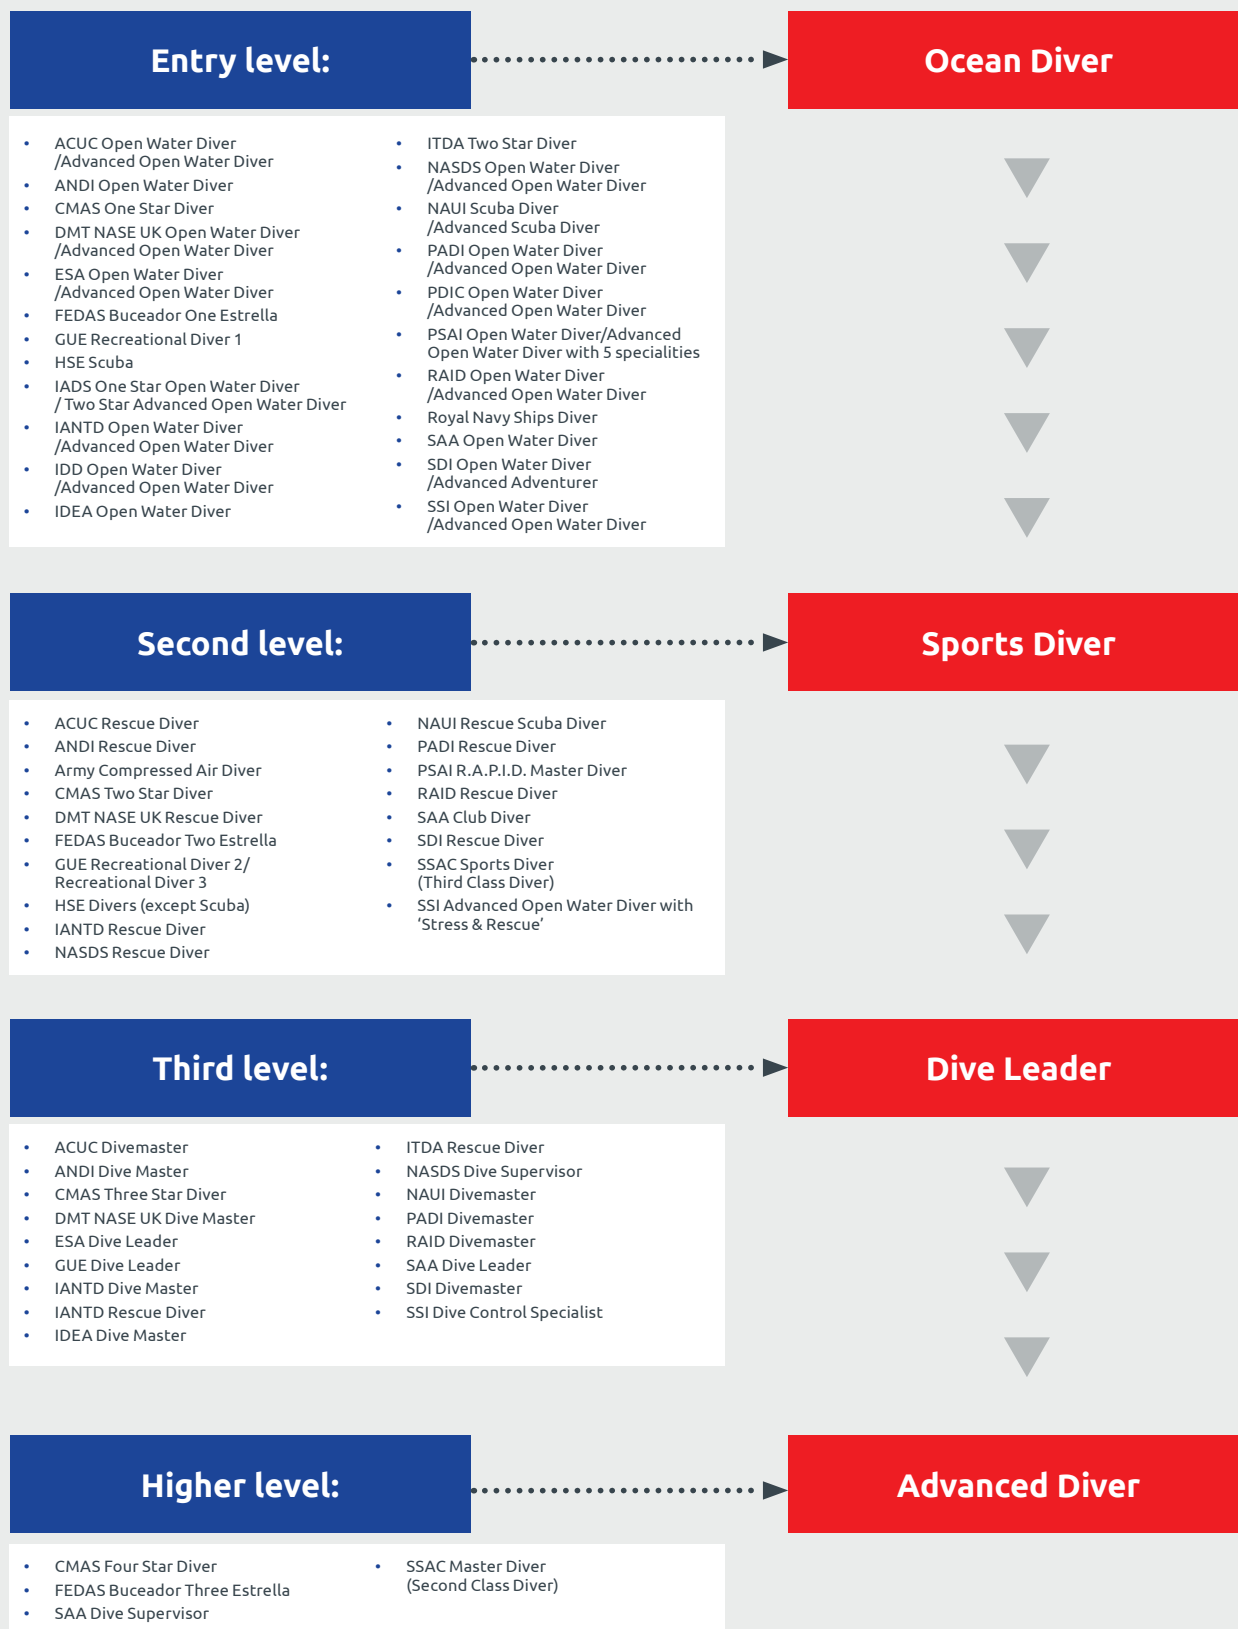 Entry level:
Ocean Diver
• ACUC Open Water Diver
/Advanced Open Water Diver
• ANDI Open Water Diver
• CMAS One Star Diver
• DMT NASE UK Open Water Diver
/Advanced Open Water Diver
• ESA Open Water Diver
/Advanced Open Water Diver
• FEDAS Buceador One Estrella
• GUE Recreational Diver 1
• HSE Scuba
• IADS One Star Open Water Diver
/ Two Star Advanced Open Water Diver
• IANTD Open Water Diver
/Advanced Open Water Diver
• IDD Open Water Diver
/Advanced Open Water Diver
• IDEA Open Water Diver
• ITDA Two Star Diver
• NASDS Open Water Diver
/Advanced Open Water Diver
• NAUI Scuba Diver
/Advanced Scuba Diver
• PADI Open Water Diver
/Advanced Open Water Diver
• PDIC Open Water Diver
/Advanced Open Water Diver
• PSAI Open Water Diver/Advanced
Open Water Diver with 5 specialities
• RAID Open Water Diver
/Advanced Open Water Diver
• Royal Navy Ships Diver
• SAA Open Water Diver
• SDI Open Water Diver
/Advanced Adventurer
• SSI Open Water Diver
/Advanced Open Water Diver
Second level:
Sports Diver
• ACUC Rescue Diver
• ANDI Rescue Diver
• Army Compressed Air Diver
• CMAS Two Star Diver
• DMT NASE UK Rescue Diver
• FEDAS Buceador Two Estrella
• GUE Recreational Diver 2/
Recreational Diver 3
• HSE Divers (except Scuba)
• IANTD Rescue Diver
• NASDS Rescue Diver
• NAUI Rescue Scuba Diver
• PADI Rescue Diver
• PSAI R.A.P.I.D. Master Diver
• RAID Rescue Diver
• SAA Club Diver
• SDI Rescue Diver
• SSAC Sports Diver
(Third Class Diver)
• SSI Advanced Open Water Diver with
‘Stress & Rescue’
Third level:
Dive Leader
• ACUC Divemaster
• ANDI Dive Master
• CMAS Three Star Diver
• DMT NASE UK Dive Master
• ESA Dive Leader
• GUE Dive Leader
• IANTD Dive Master
• IANTD Rescue Diver
• IDEA Dive Master
• ITDA Rescue Diver
• NASDS Dive Supervisor
• NAUI Divemaster
• PADI Divemaster
• RAID Divemaster
• SAA Dive Leader
• SDI Divemaster
• SSI Dive Control Specialist
Higher level:
Advanced Diver
• CMAS Four Star Diver
• FEDAS Buceador Three Estrella
• SAA Dive Supervisor
• SSAC Master Diver
(Second Class Diver)